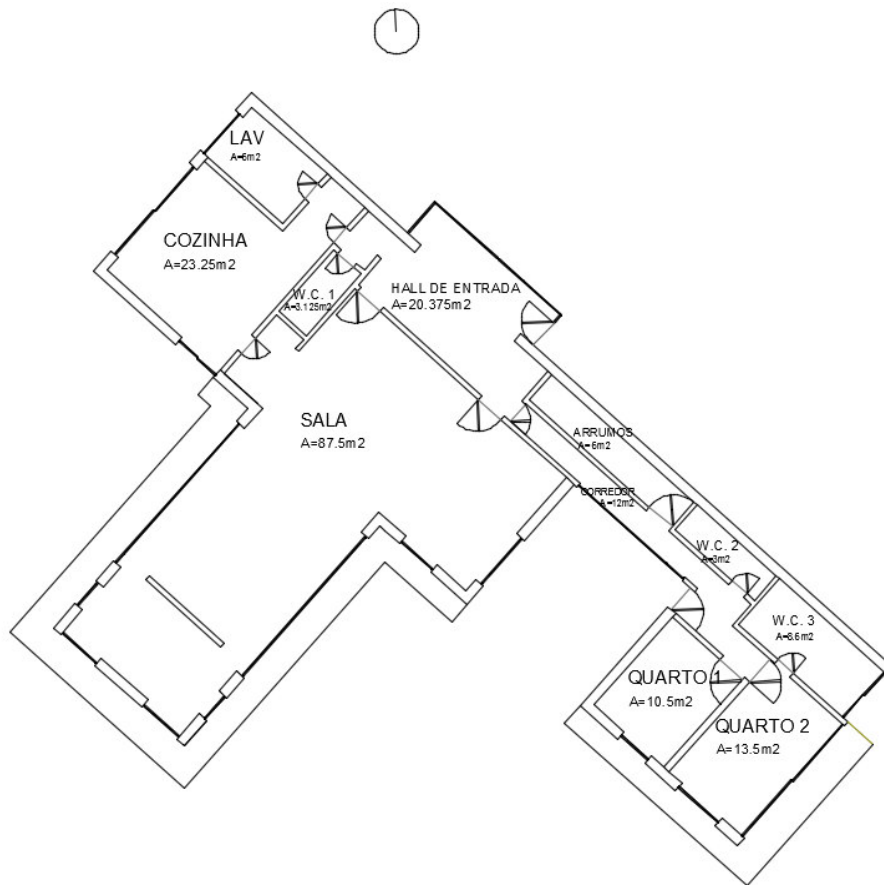 LAV
A=6m2
COZINHA
A=23.25m2
W.C. 1
A=3.125m2
HALL DE ENTRADA
A=20.375m2
SALA
A=87.5m2
ARRUMOS
A=6m2
CORREDOR
A=12m2
W.C. 2
A=3m2
W.C. 3
A=6.6m2
QUARTO 1
A=10.5m2
QUARTO 2
A=13.5m2